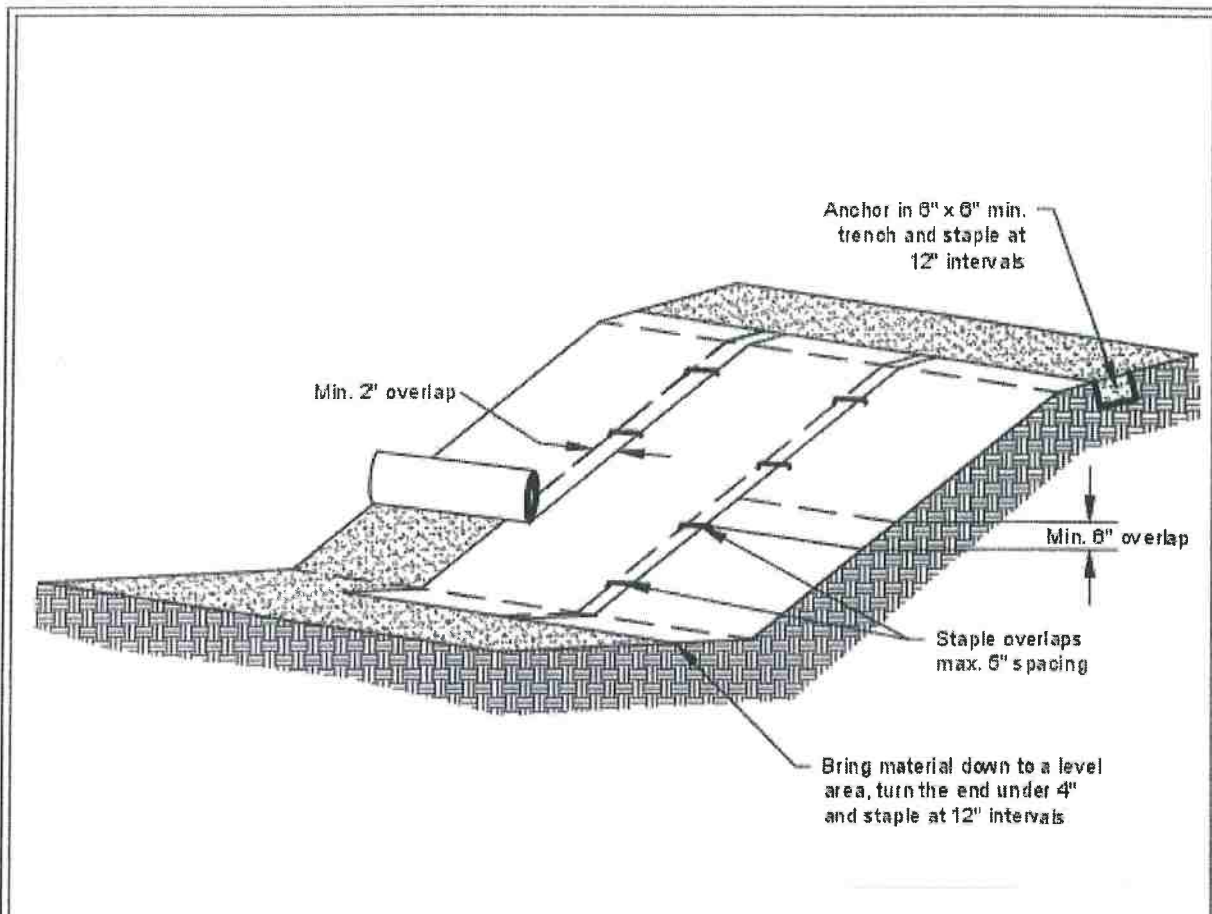 Anchor in 6" x 6" min.
trench and staple at
12" intervals
Min. 2" overlap
Min. 6" overlap
Staple overlaps
max. 5" spacing
Bring material down to a level
area, turn the end under 4"
and staple at 12" intervals